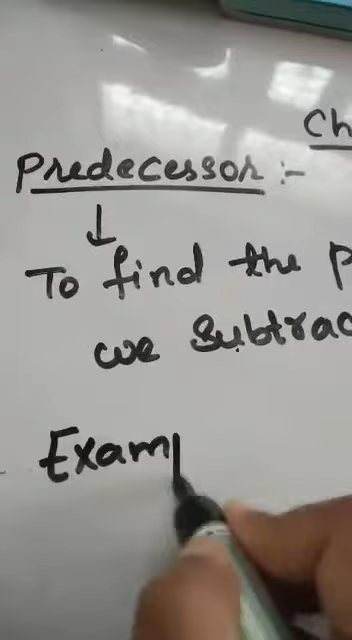 Ch
Predecessor :-
↓
To find the P
we Subtrac
Exam